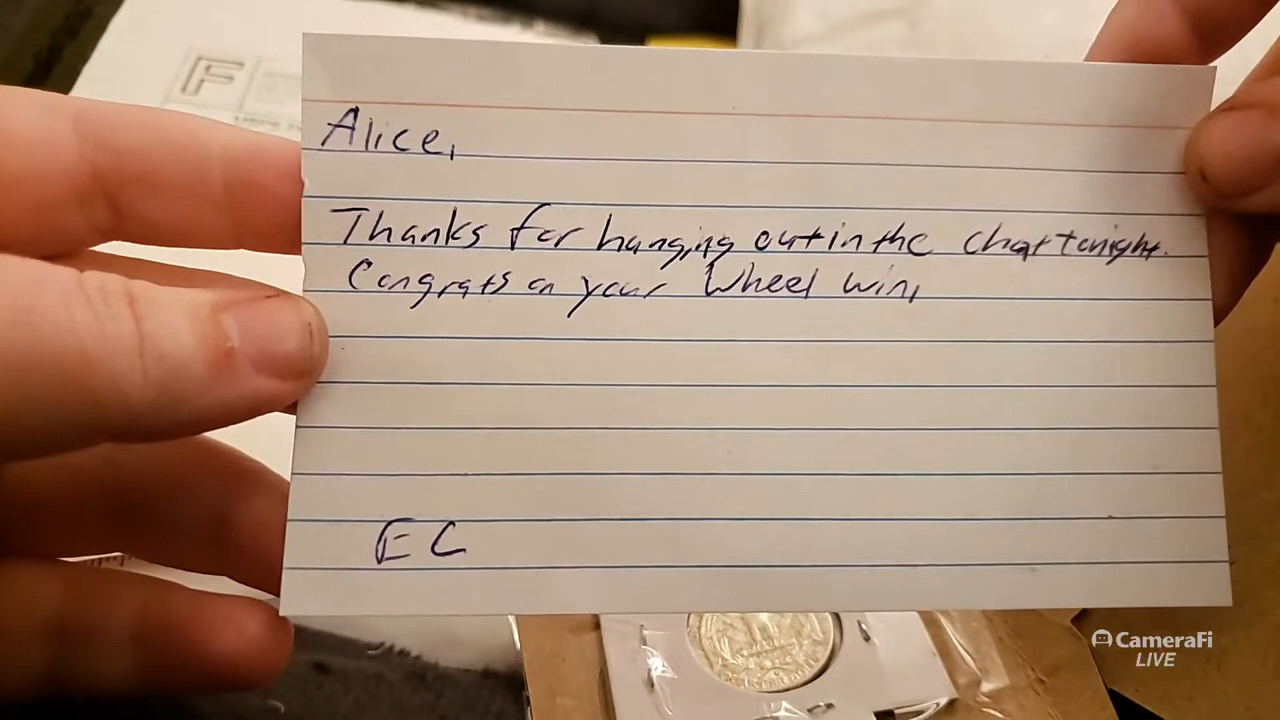 F
Alice,
Thanks for hanging out in the chat tonight.
Congrats on your Wheel win,
EC
CameraFi
LIVE